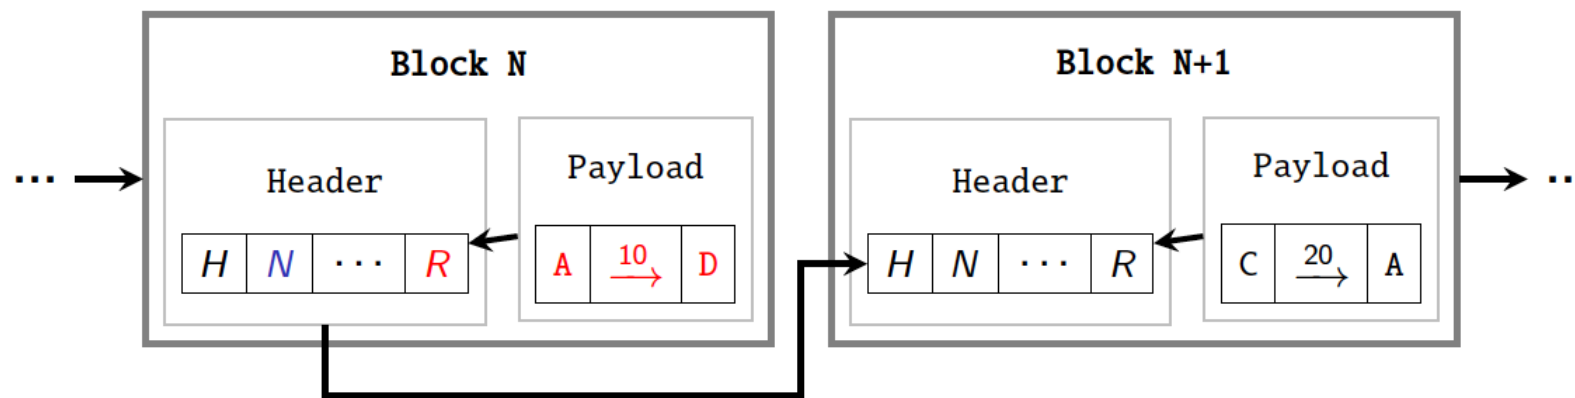 Block N
Block N+1
... Header Payload Header Payload ..
H N ... R A 10 D H N ... R C 20 A